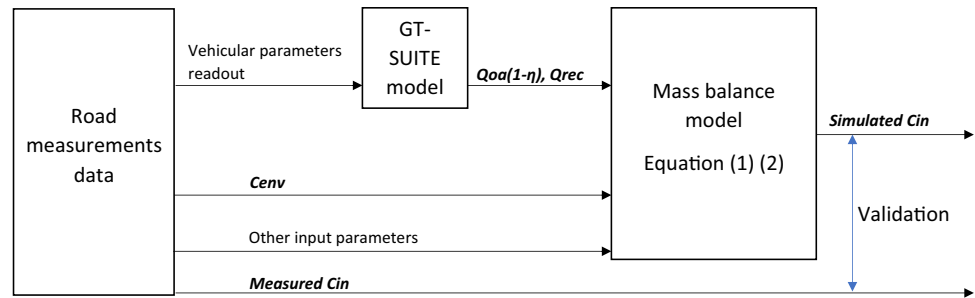 Road
measurements
data
Vehicular parameters
readout
GT-
SUITE
model
Qoa(1-η), Qrec
Mass balance
model
Equation (1) (2)
Simulated Cin
Cenv
Validation
Other input parameters
Measured Cin